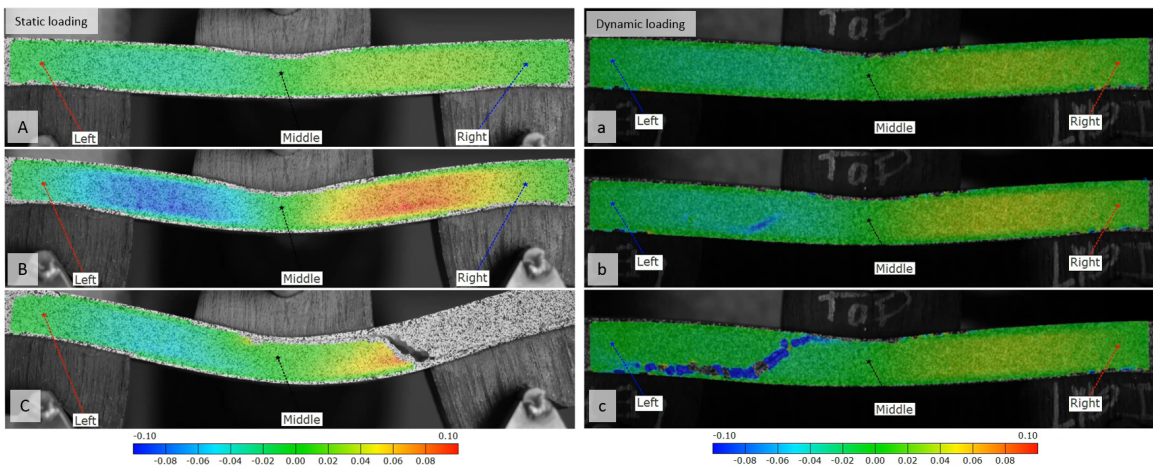 Static loading
Left
Middle
Right
A
Left
Middle
Right
B
Left
Middle
C
-0.10 0.10
-0.08 -0.06 -0.04 -0.02 0.00 0.02 0.04 0.06 0.08
Dynamic loading
ToP
Left
Middle
Right
a
ToP
Left
Middle
Right
b
ToP
Left
Middle
Right
c
-0.10 0.10
-0.08 -0.06 -0.04 -0.02 0.00 0.02 0.04 0.06 0.08